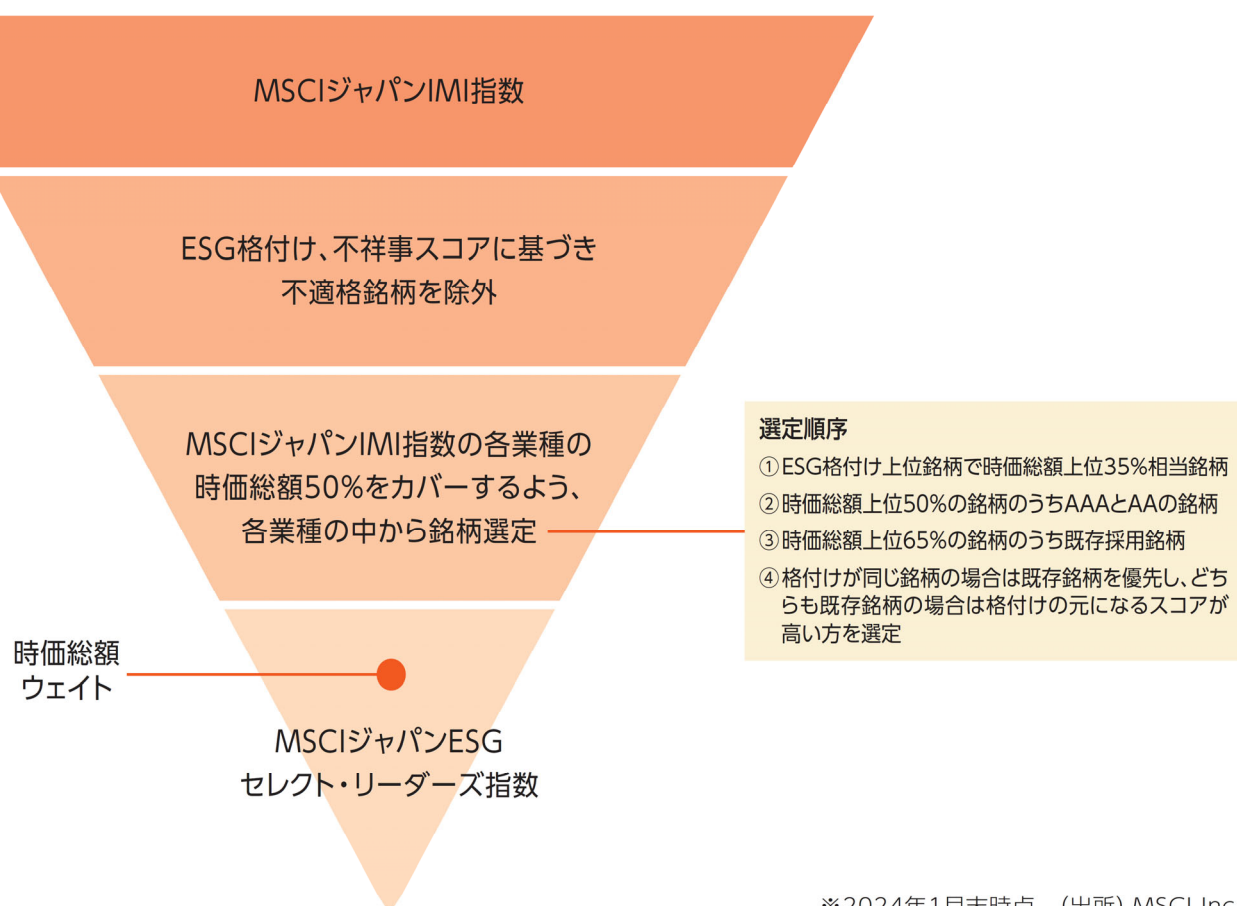 MSCIジャパンIMI指数
ESG格付け、不祥事スコアに基づき
不適格銘柄を除外
MSCIジャパンIMI指数の各業種の
時価総額50%をカバーするよう、
各業種の中から銘柄選定
選定順序
①ESG格付け上位銘柄で時価総額上位35%相当銘柄
②時価総額上位50%の銘柄のうちAAAとAAの銘柄
③時価総額上位65%の銘柄のうち既存採用銘柄
④格付けが同じ銘柄の場合は既存銘柄を優先し、どち
らも既存銘柄の場合は格付けの元になるスコアが
高い方を選定
時価総額
ウェイト
MSCIジャパンESG
セレクト・リーダーズ指数
※2024年1月末時点 (出所) MSCI Inc